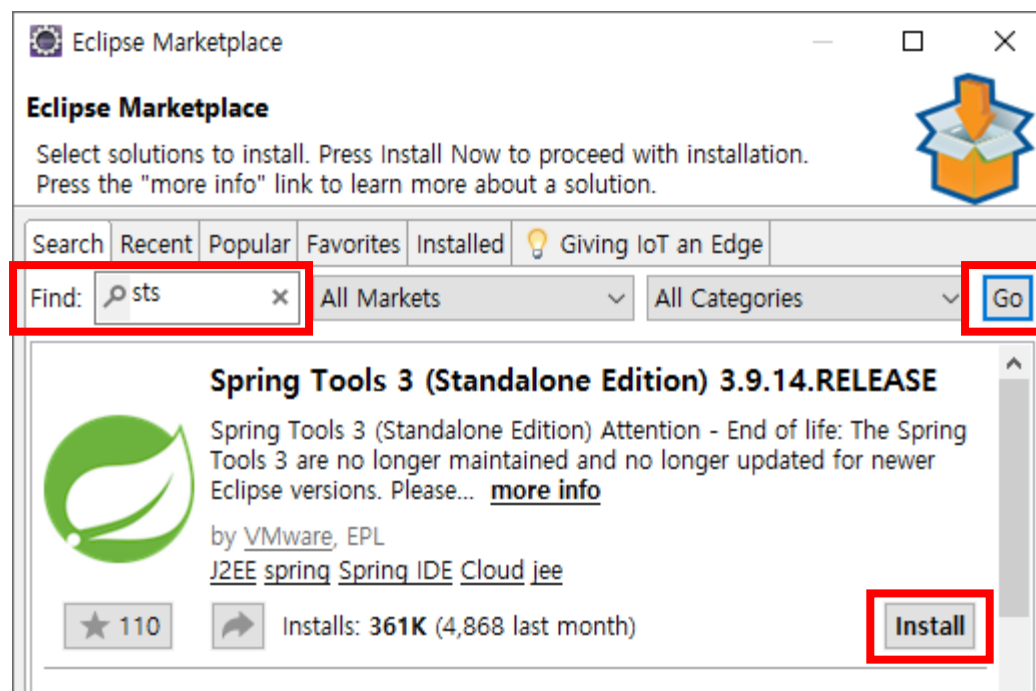 Eclipse Marketplace
Eclipse Marketplace
Select solutions to install. Press Install Now to proceed with installation.
Press the "more info" link to learn more about a solution.
Search Recent Popular Favorites Installed Giving IoT an Edge
Find: sts All Markets All Categories Go
Spring Tools 3 (Standalone Edition) 3.9.14.RELEASE
Spring Tools 3 (Standalone Edition) Attention - End of life: The Spring
Tools 3 are no longer maintained and no longer updated for newer
Eclipse versions. Please... more info
by VMware, EPL
J2EE spring Spring IDE Cloud jee
110 Installs: 361K (4,868 last month) Install